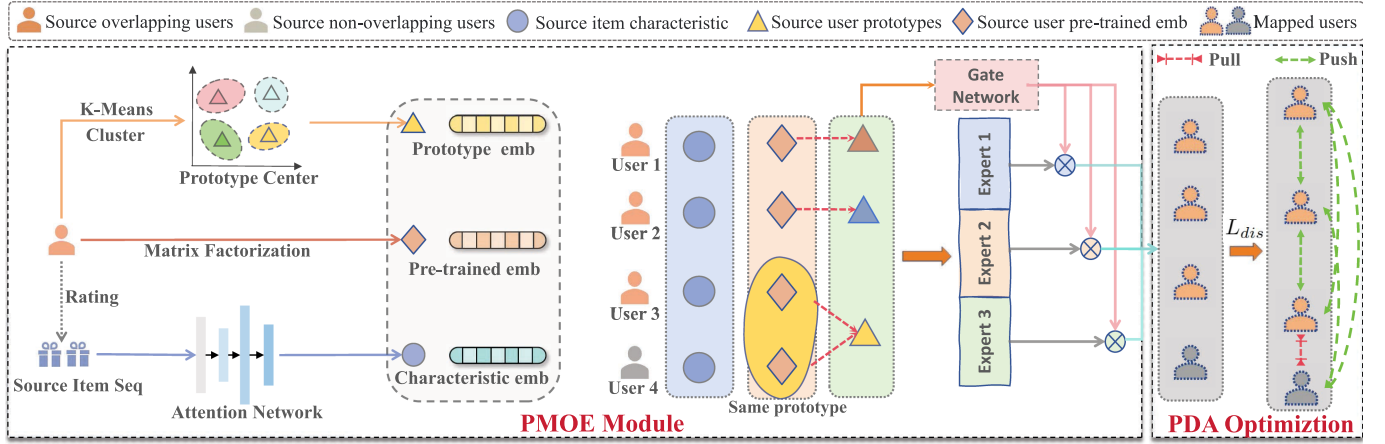 Source overlapping users
Source non-overlapping users
Source item characteristic
Source user prototypes
Source user pre-trained emb
Mapped users
K-Means
Cluster
Prototype Center
Prototype emb
Matrix Factorization
Pre-trained emb
Rating
Source Item Seq
Attention Network
Characteristic emb
User 1
User 2
User 3
User 4
Same prototype
Gate
Network
Expert 1
Expert 2
Expert 3
PMOE Module
Pull
Push
L_{dis}
PDA Optimiztion